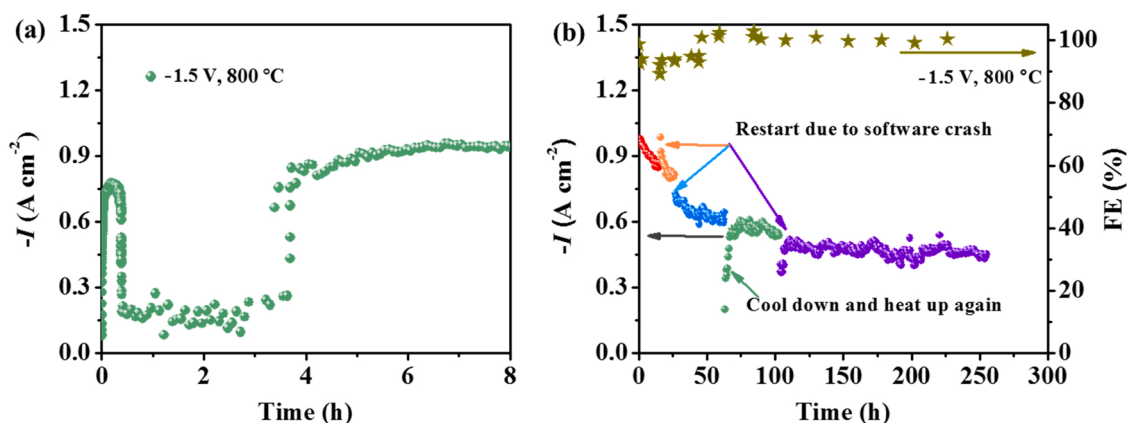 (a)
1.5
1.2
0.9
0.6
0.3
0.0
-I (A cm⁻²)
-1.5 V, 800 °C
0 2 4 6 8
Time (h)
(b)
1.5
1.2
0.9
0.6
0.3
0.0
-I (A cm⁻²)
-1.5 V, 800 °C
Restart due to software crash
Cool down and heat up again
100
80
60
40
20
0
FE (%)
0 50 100 150 200 250 300
Time (h)